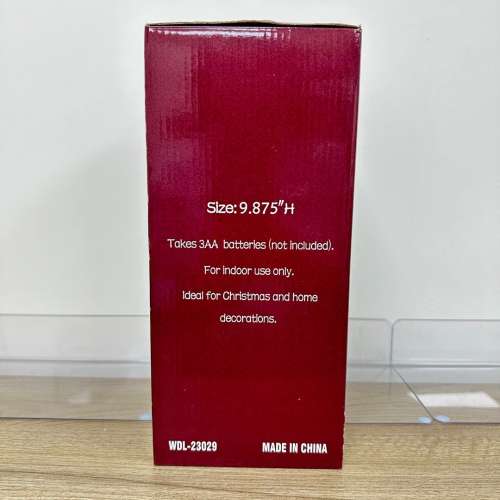 Size: 9.875"H
Takes 3AA batteries (not included).
For indoor use only.
Ideal for Christmas and home
decorations.
WDL-23029 MADE IN CHINA